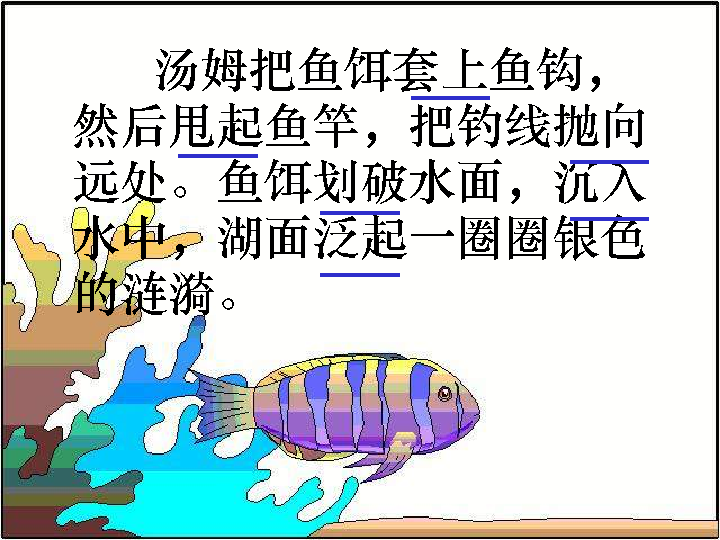 汤姆把鱼饵套上鱼钩，
然后甩起鱼竿，把钓线抛向
远处。鱼饵划破水面，沉入
水中，湖面泛起一圈圈银色
的涟漪。